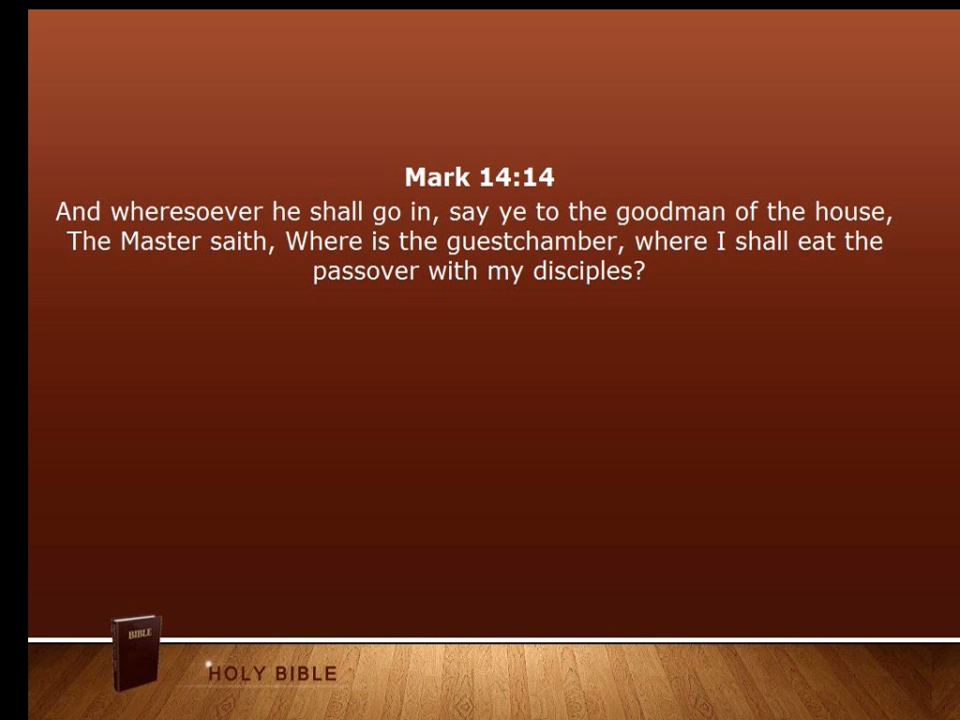 Mark 14:14
And wheresoever he shall go in, say ye to the goodman of the house,
The Master saith, Where is the guestchamber, where I shall eat the
passover with my disciples?
BIBLE
HOLY BIBLE